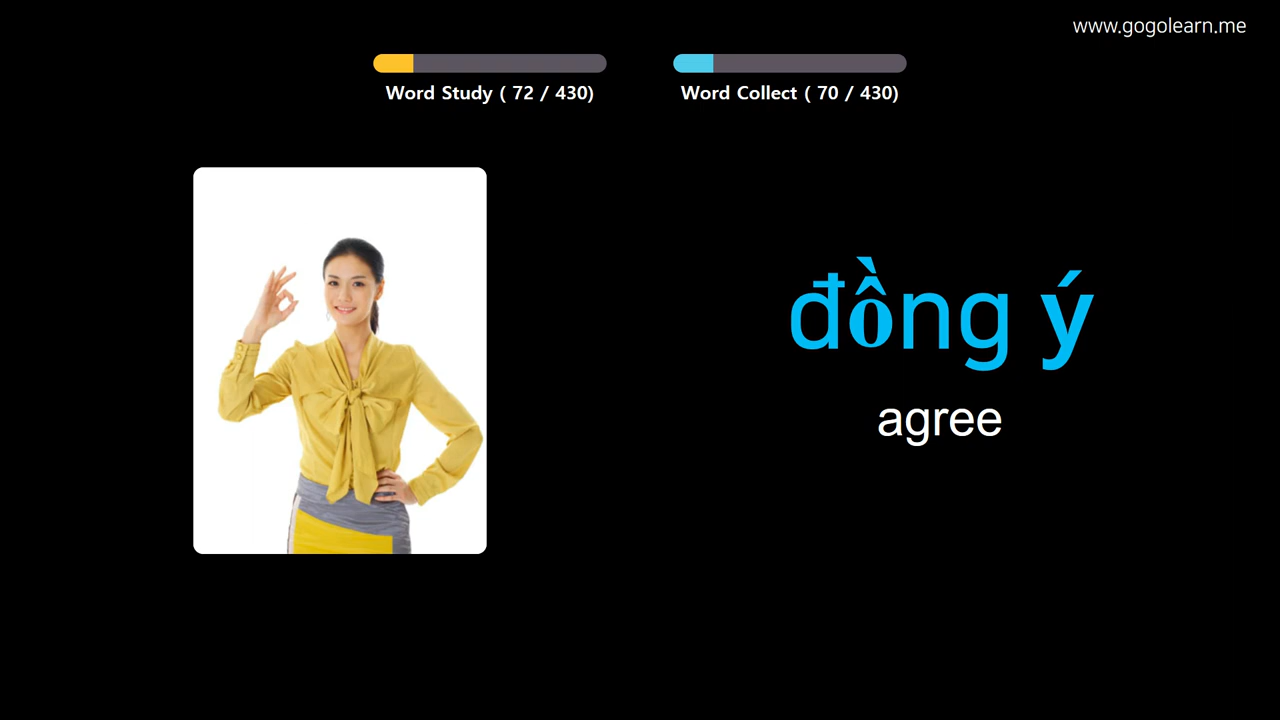 www.gogolearn.me
Word Study ( 72 / 430)
Word Collect ( 70 / 430)
đồng ý
agree